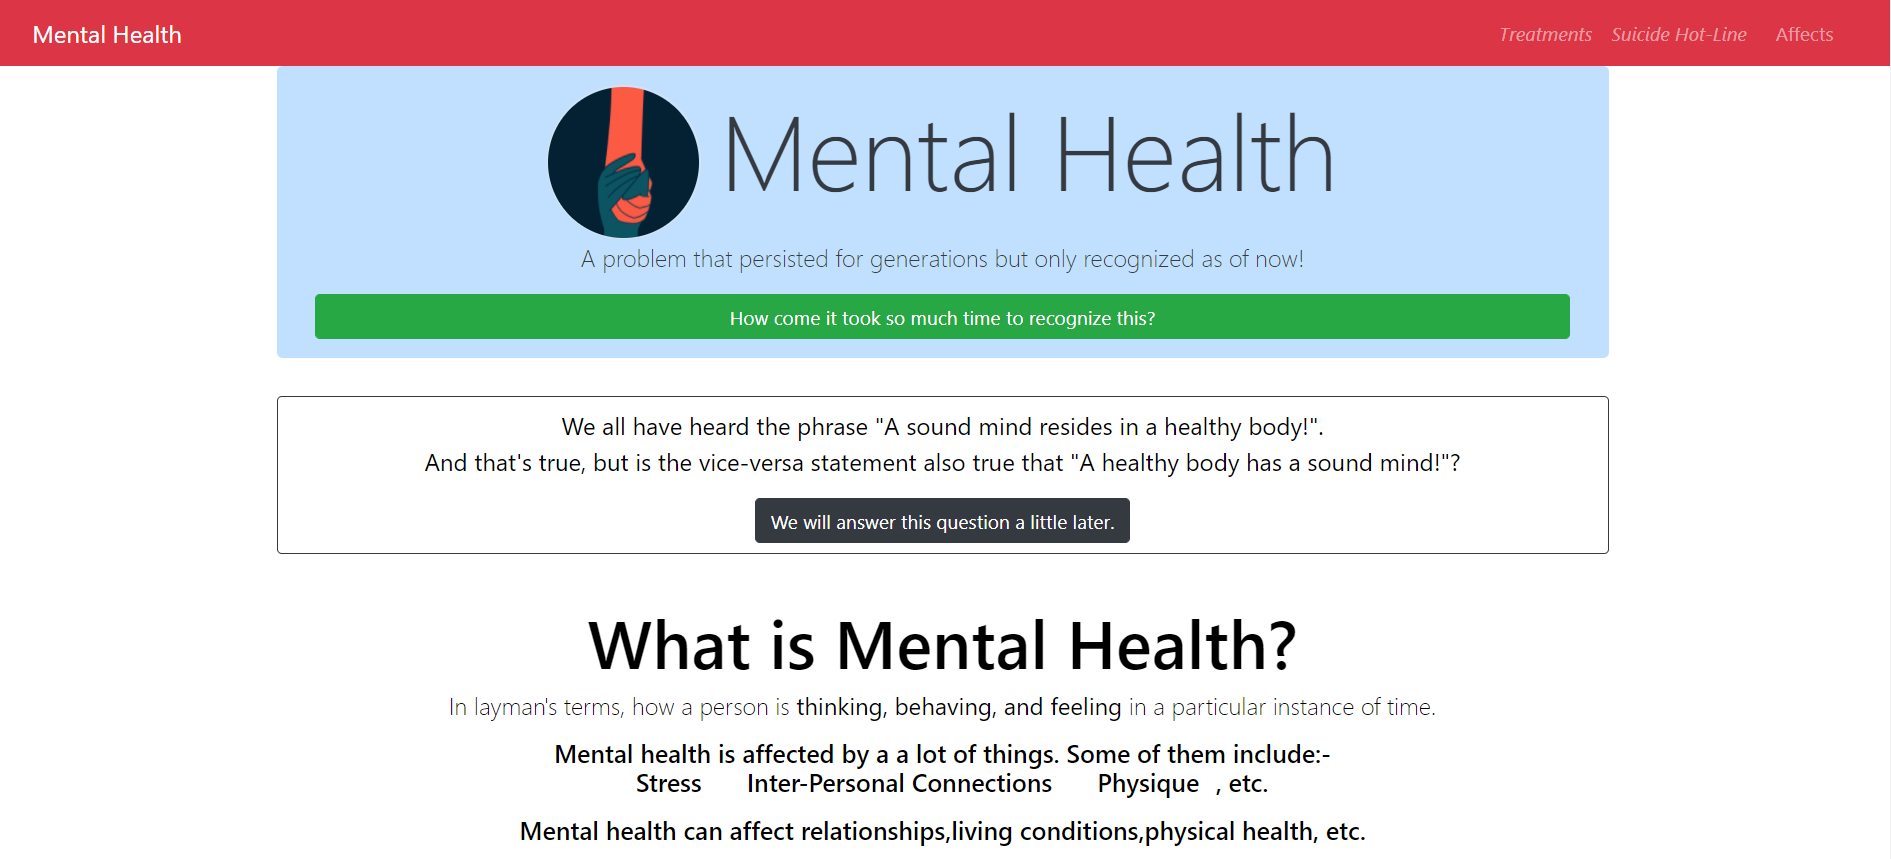 Mental Health
Treatments Suicide Hot-Line Affects
Mental Health
A problem that persisted for generations but only recognized as of now!
How come it took so much time to recognize this?
We all have heard the phrase "A sound mind resides in a healthy body!".
And that's true, but is the vice-versa statement also true that "A healthy body has a sound mind!"?
We will answer this question a little later.
What is Mental Health?
In layman's terms, how a person is thinking, behaving, and feeling in a particular instance of time.
Mental health is affected by a a lot of things. Some of them include:-
Stress Inter-Personal Connections Physique , etc.
Mental health can affect relationships,living conditions,physical health, etc.